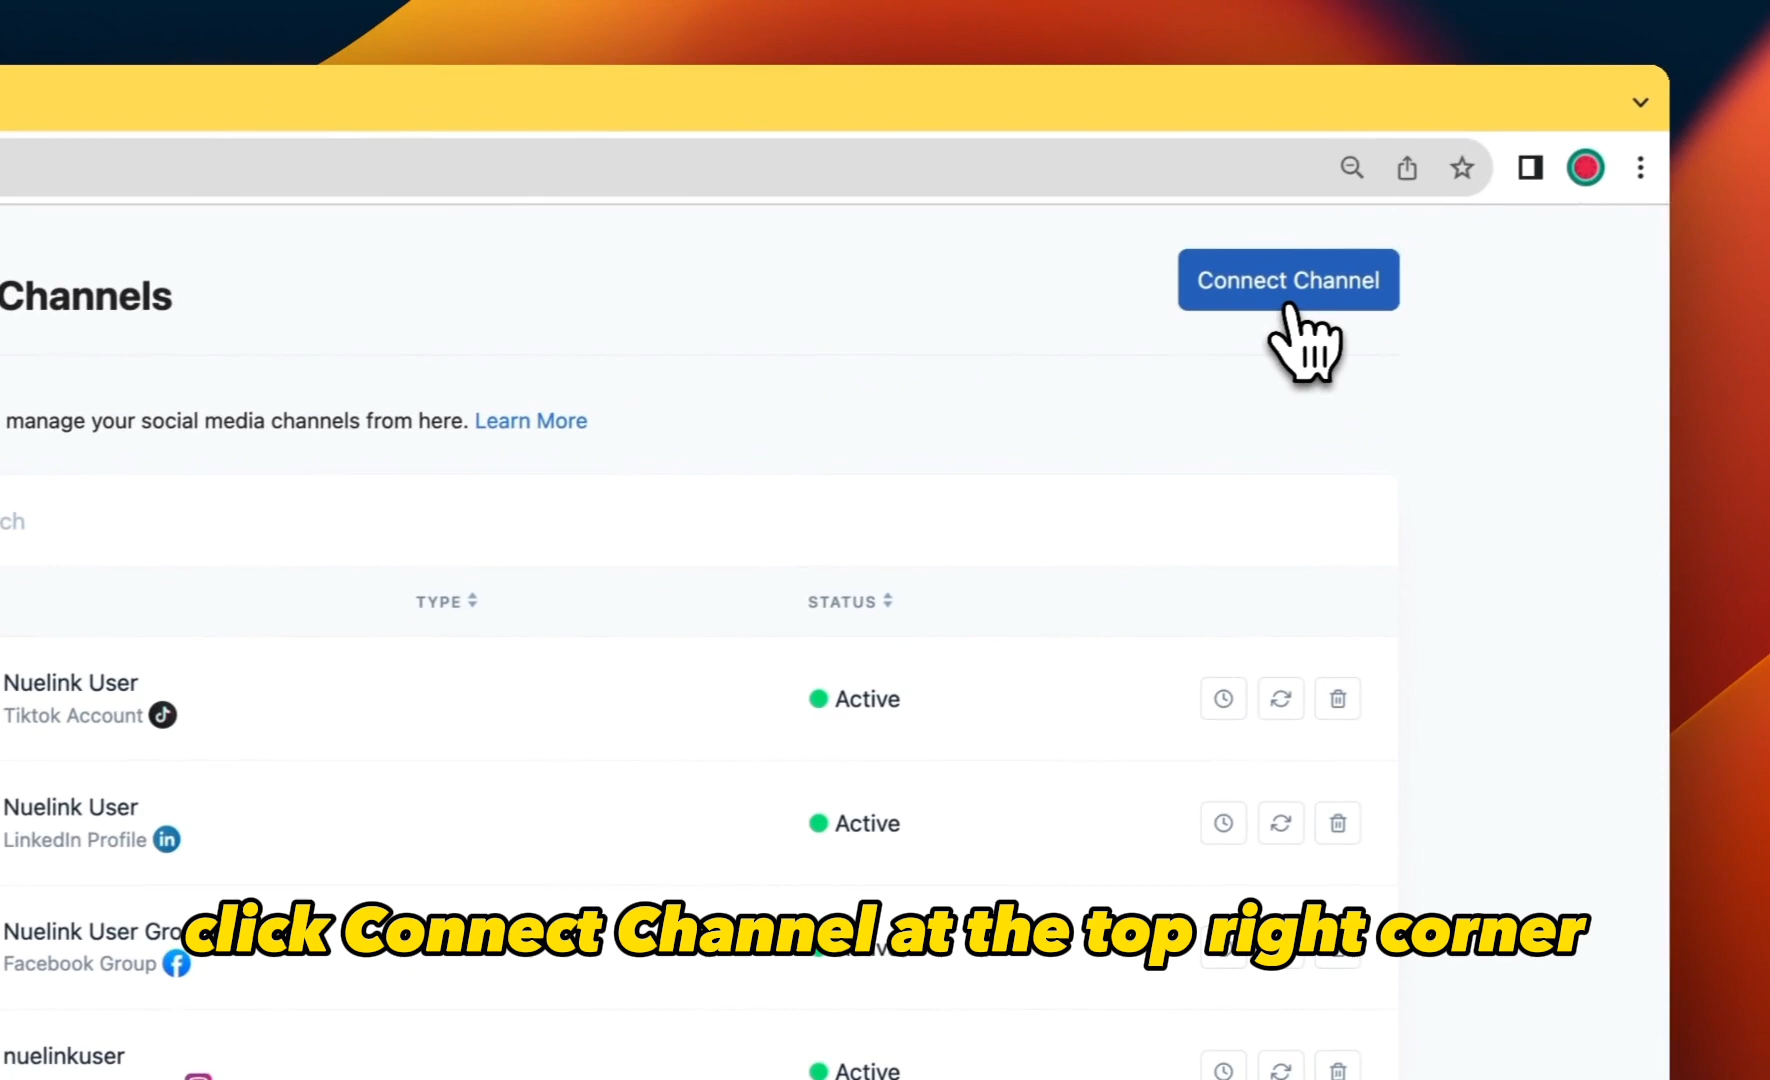 Connect Channel
Channels
manage your social media channels from here. Learn More
ch
TYPE
STATUS
Nuelink User
Active
Tiktok Account
Nuelink User
Active
LinkedIn Profile in
Nuelink User Gro
click Connect Channel at the top right corner
Facebook Group
nuelinkuser
Active